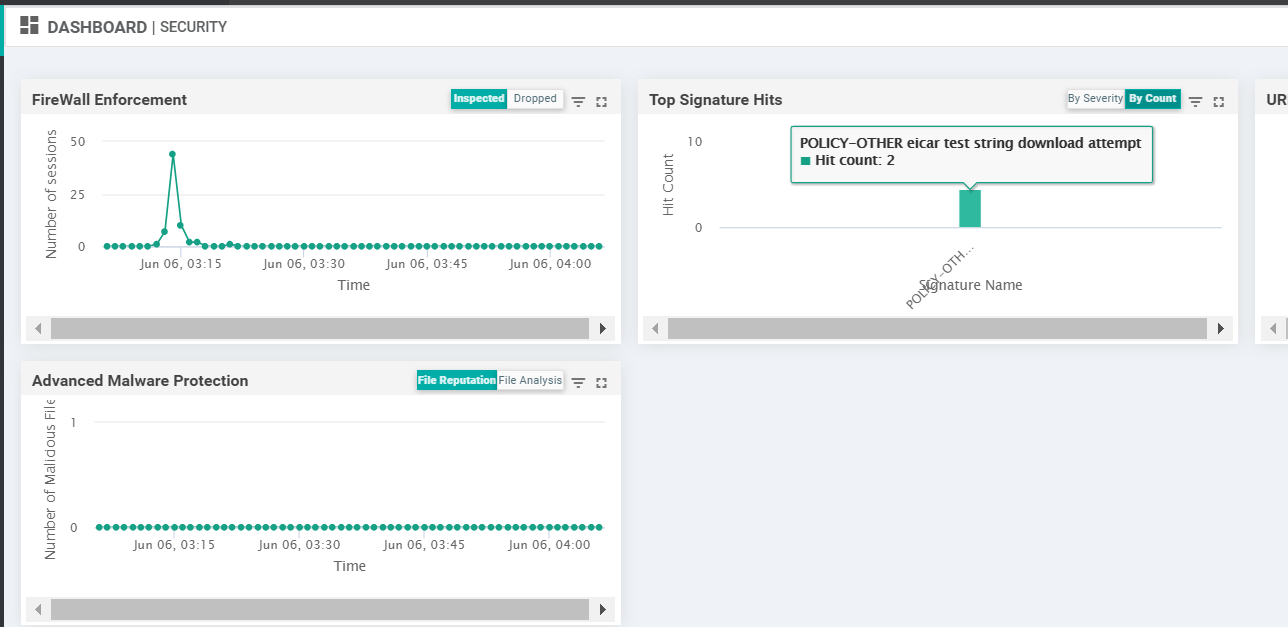 DASHBOARD | SECURITY
FireWall Enforcement
Inspected Dropped
Number of sessions
50
25
0
Jun 06, 03:15 Jun 06, 03:30 Jun 06, 03:45 Jun 06, 04:00
Time
Top Signature Hits
By Severity By Count
Hit Count
10
0
POLICY-OTHER eicar test string download attempt
Hit count: 2
POLICY-OTH...
Signature Name
UR
Advanced Malware Protection
File Reputation File Analysis
Number of Malidous File
1
0
Jun 06, 03:15 Jun 06, 03:30 Jun 06, 03:45 Jun 06, 04:00
Time